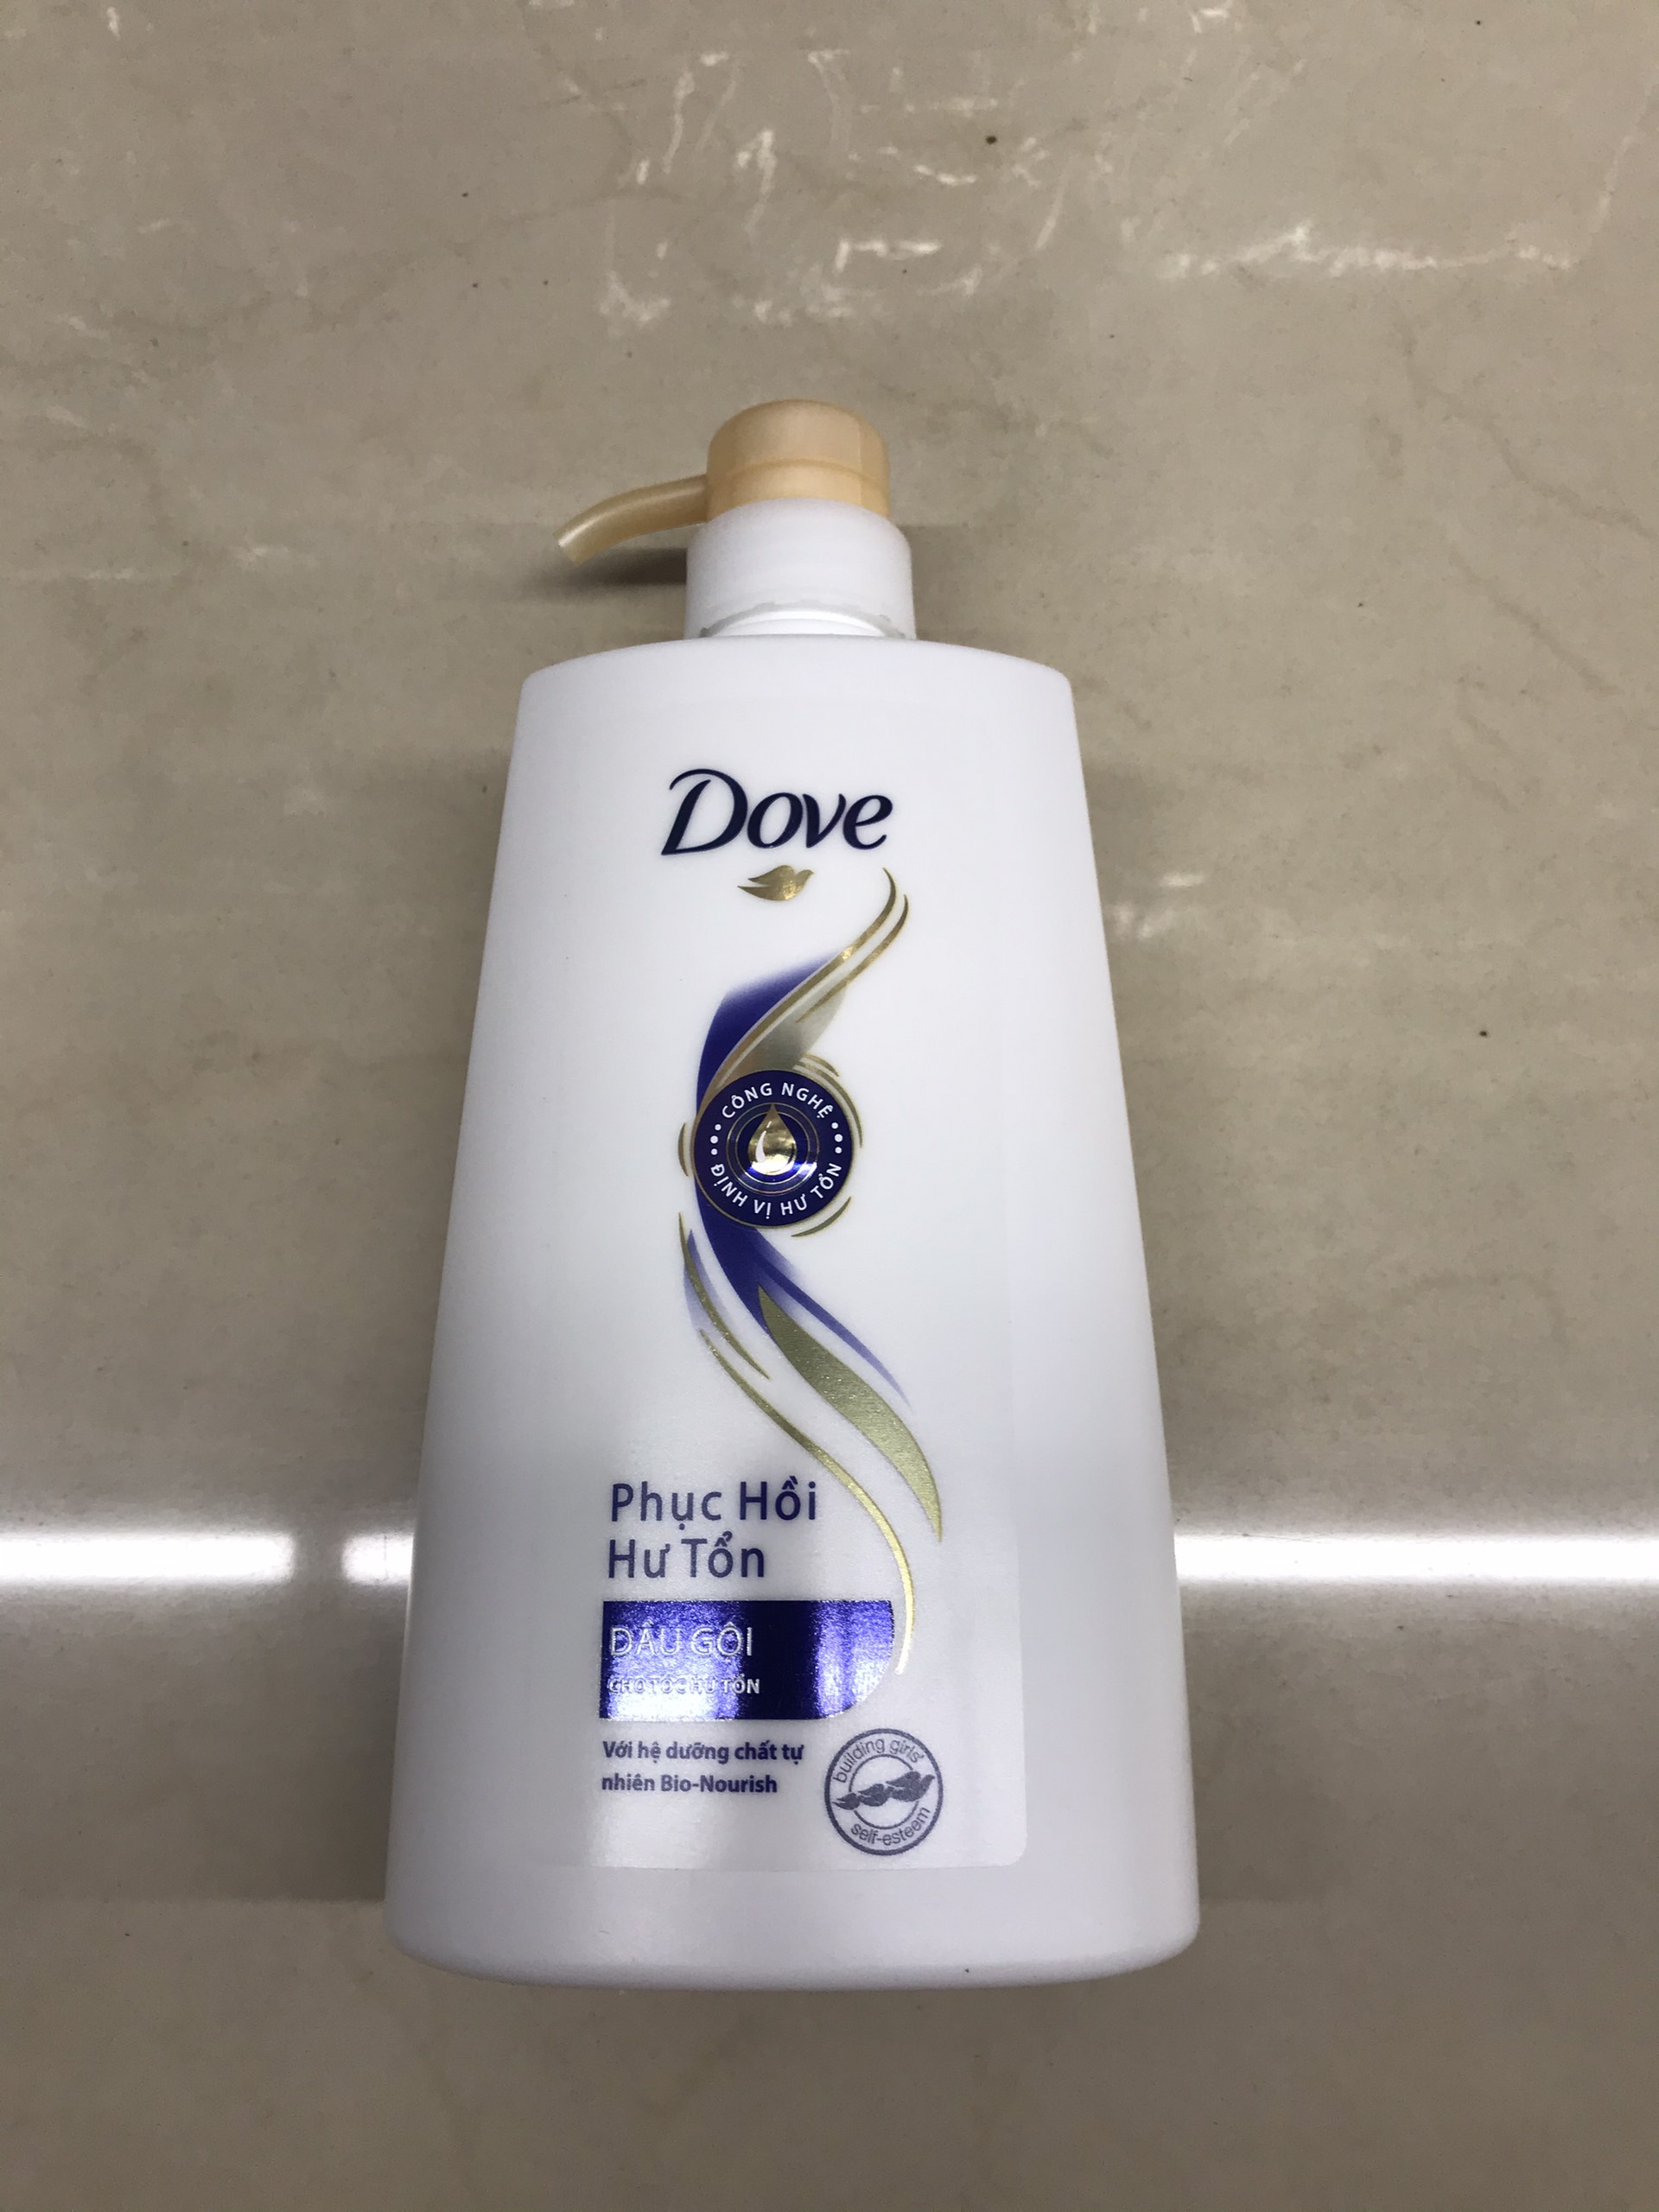 Dove
CÔNG NGHỆ
ĐỊNH VỊ HƯ TỔN
Phục Hồi
Hư Tổn
DẦU GỘI
CHO TÓC HƯ TỔN
Với hệ dưỡng chất tự
nhiên Bio-Nourish
building girls'
self-esteem